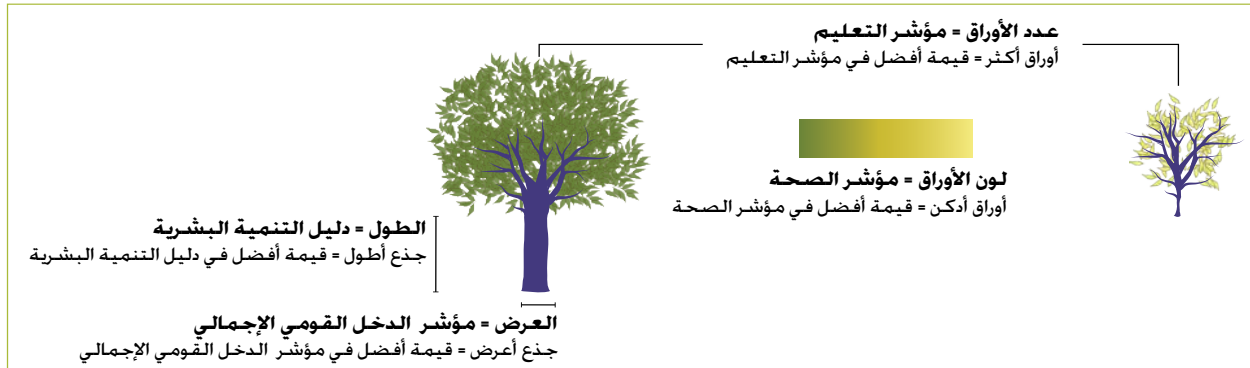 عدد الأوراق = مؤشر التعليم
أوراق أكثر = قيمة أفضل في مؤشر التعليم
لون الأوراق = مؤشر الصحة
أوراق أدكن = قيمة أفضل في مؤشر الصحة
الطول = دليل التنمية البشرية
جذع أطول = قيمة أفضل في دليل التنمية البشرية
العرض = مؤشر الدخل القومي الإجمالي
جذع أعرض = قيمة أفضل في مؤشر الدخل القومي الإجمالي